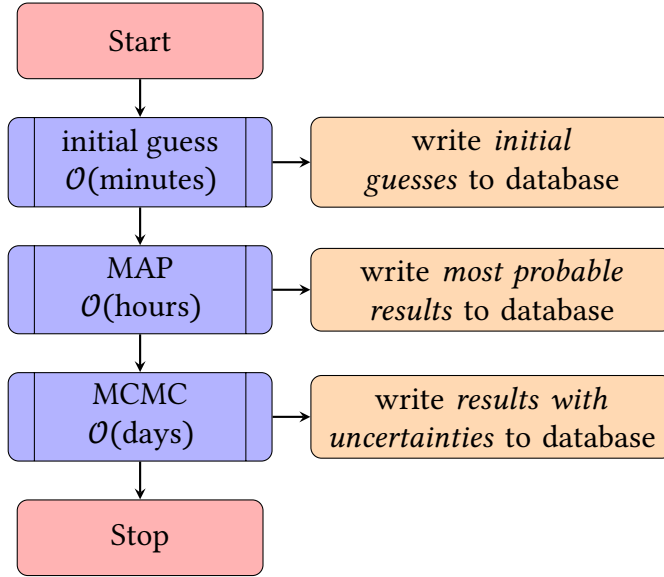 Start
initial guess
𝒪(minutes)
write initial
guesses to database
MAP
𝒪(hours)
write most probable
results to database
MCMC
𝒪(days)
write results with
uncertainties to database
Stop